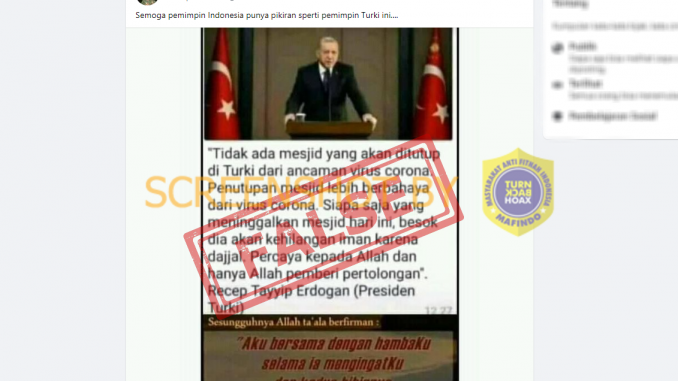 Semoga pemimpin Indonesia punya pikiran sperti pemimpin Turki ini....
"Tidak ada mesjid yang akan ditutup
di Turki dari ancaman virus corona.
Penutupan mesjid lebih berbahaya
dari virus corona. Siapa saja yang
meninggalkan mesjid hari ini, besok
dia akan kehilangan iman karena
dajjal. Percaya kepada Allah dan
hanya Allah pemberi pertolongan".
Recep Tayyip Erdogan (Presiden
Turki)
12.27
SCREENSHOT BY
FALSE
MASYARAKAT ANTI FITNAH INDONESIA
TURN
BACK
HOAX
MAFINDO
Sesungguhnya Allah ta'ala berfirman :
"Aku bersama dengan hambaKu
selama ia mengingatKu
Tentang
Publik
Terlihat